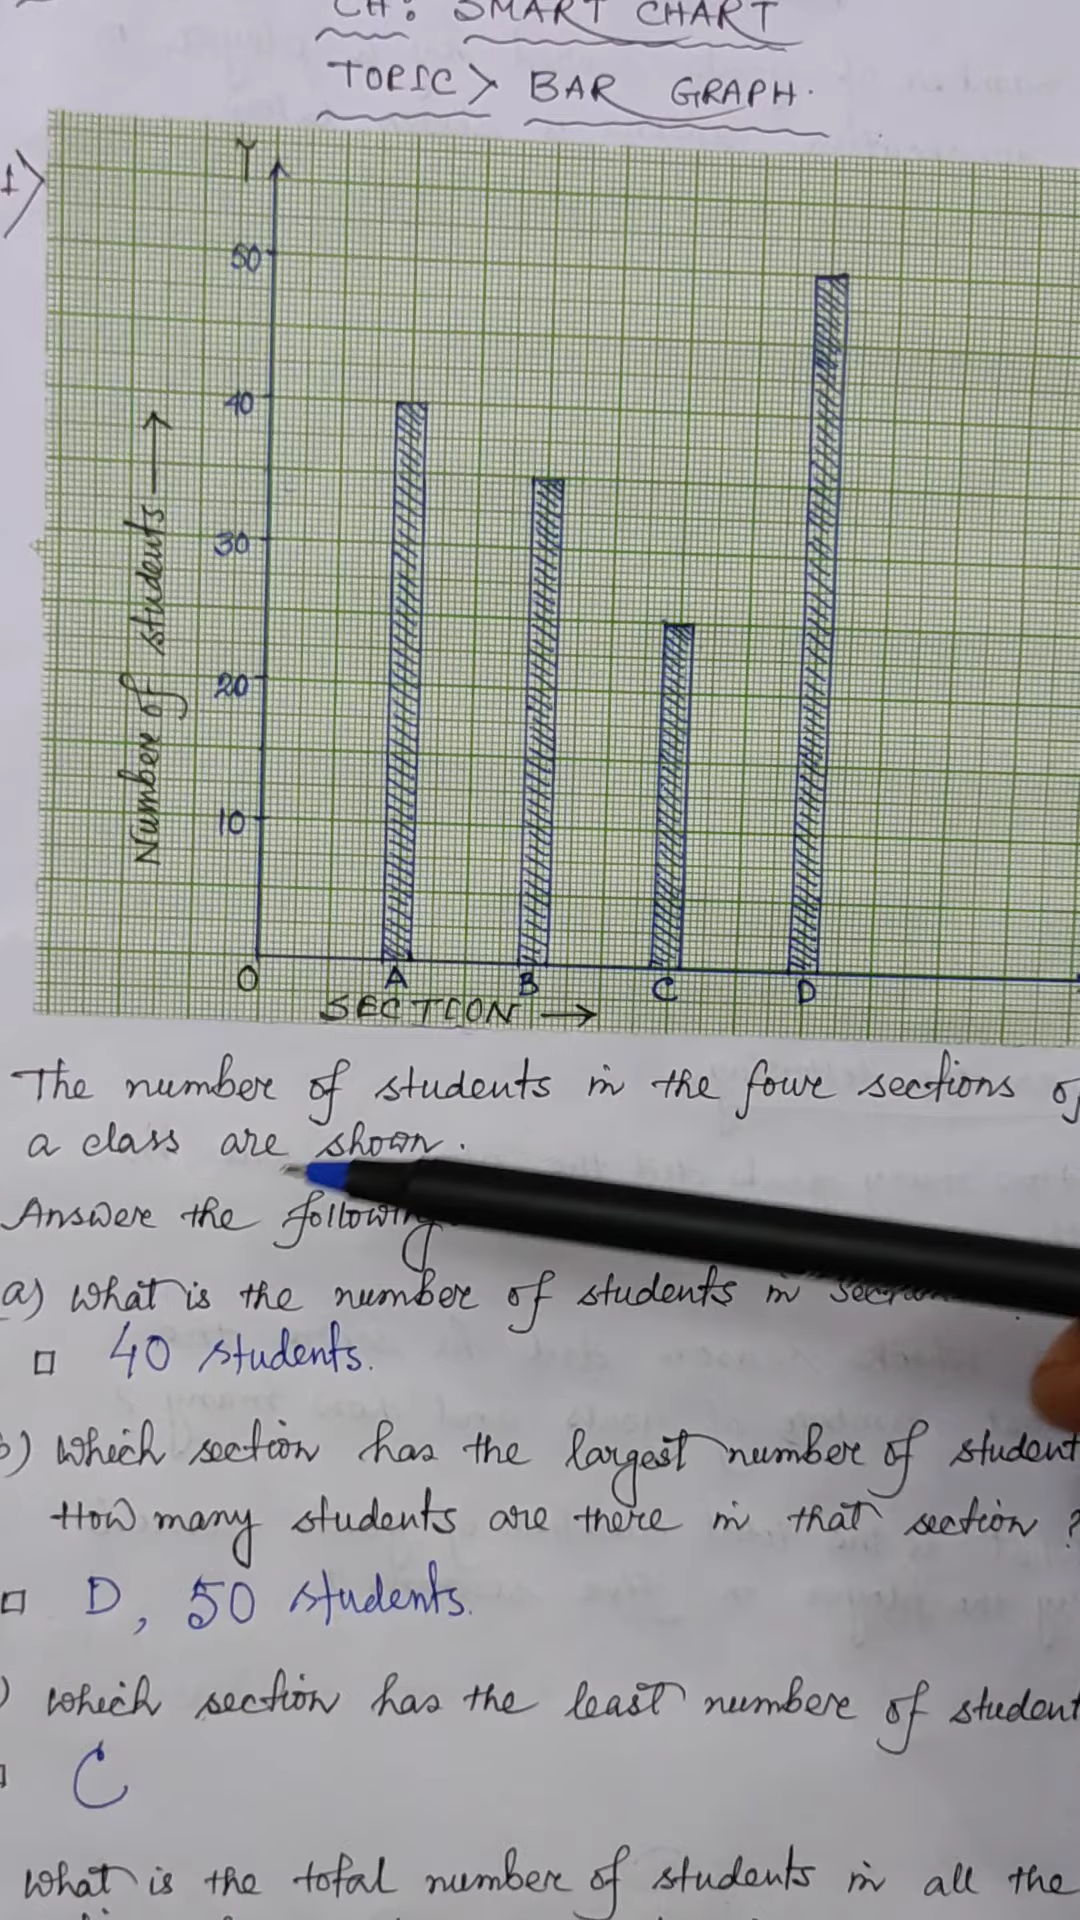 CH: SMART CHART
TOPIC> BAR GRAPH.
1)
Y
50
40
30
20
10
O
Number of students
A B C D
SECTION
The number of students in the four sections of
a class are shown.
Answer the following
a) What is the number of students in
40 students.
b) Which section has the largest number of student
How many students are there in that section ?
D, 50 students.
) Which section has the least number of student
C
What is the total number of students in all the